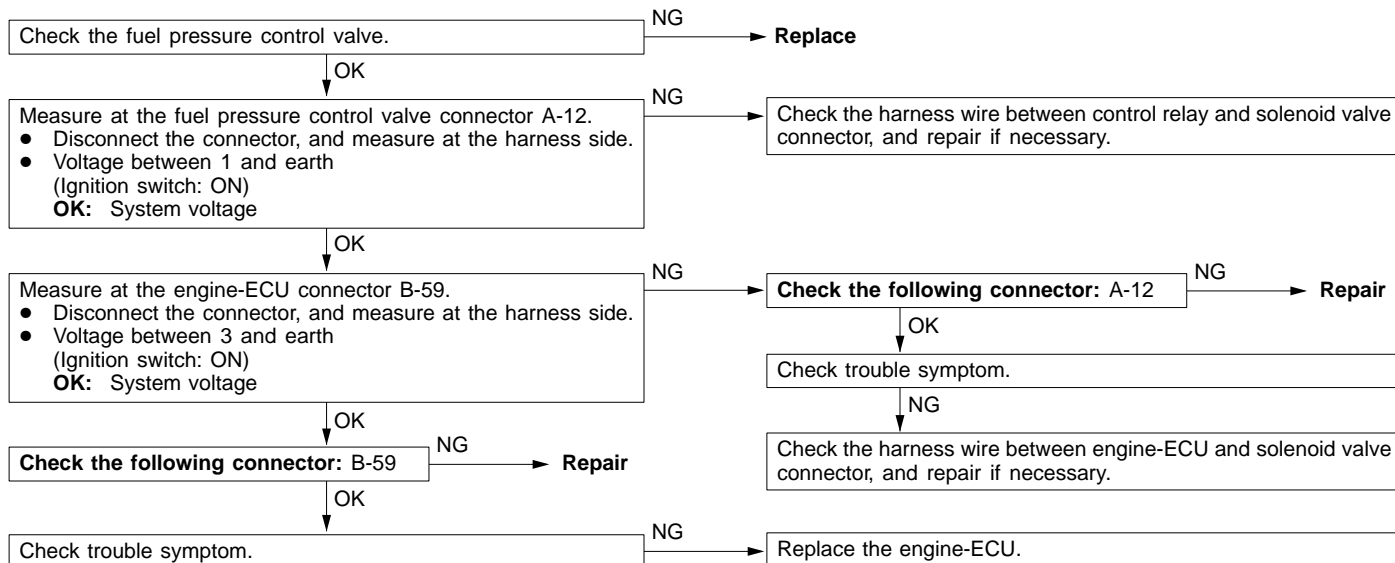 Check the fuel pressure control valve.
NG
Replace
OK
Measure at the fuel pressure control valve connector A-12.
● Disconnect the connector, and measure at the harness side.
● Voltage between 1 and earth
(Ignition switch: ON)
OK: System voltage
NG
Check the harness wire between control relay and solenoid valve
connector, and repair if necessary.
OK
Measure at the engine-ECU connector B-59.
● Disconnect the connector, and measure at the harness side.
● Voltage between 3 and earth
(Ignition switch: ON)
OK: System voltage
NG
Check the following connector: A-12
NG
Repair
OK
Check trouble symptom.
NG
Check the harness wire between engine-ECU and solenoid valve
connector, and repair if necessary.
OK
Check the following connector: B-59
NG
Repair
OK
Check trouble symptom.
NG
Replace the engine-ECU.